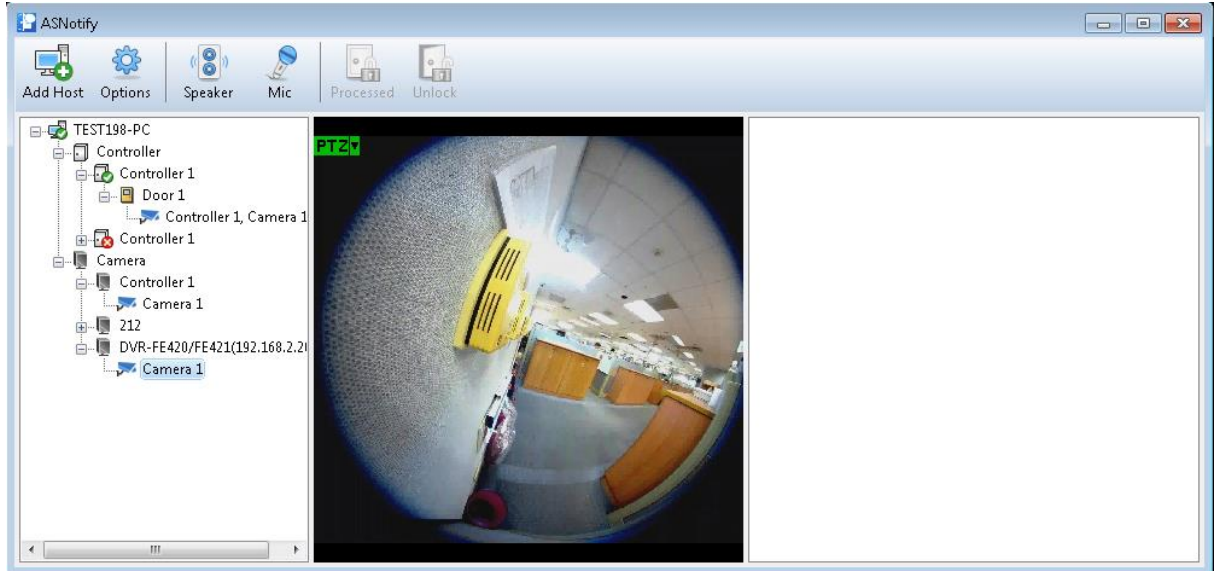 ASNotify
Add Host Options Speaker Mic Processed Unlock
TEST198-PC
PTZ
Controller
Controller 1
Door 1
Controller 1, Camera 1
Controller 1
Camera
Controller 1
Camera 1
212
DVR-FE420/FE421(192.168.2.2
Camera 1